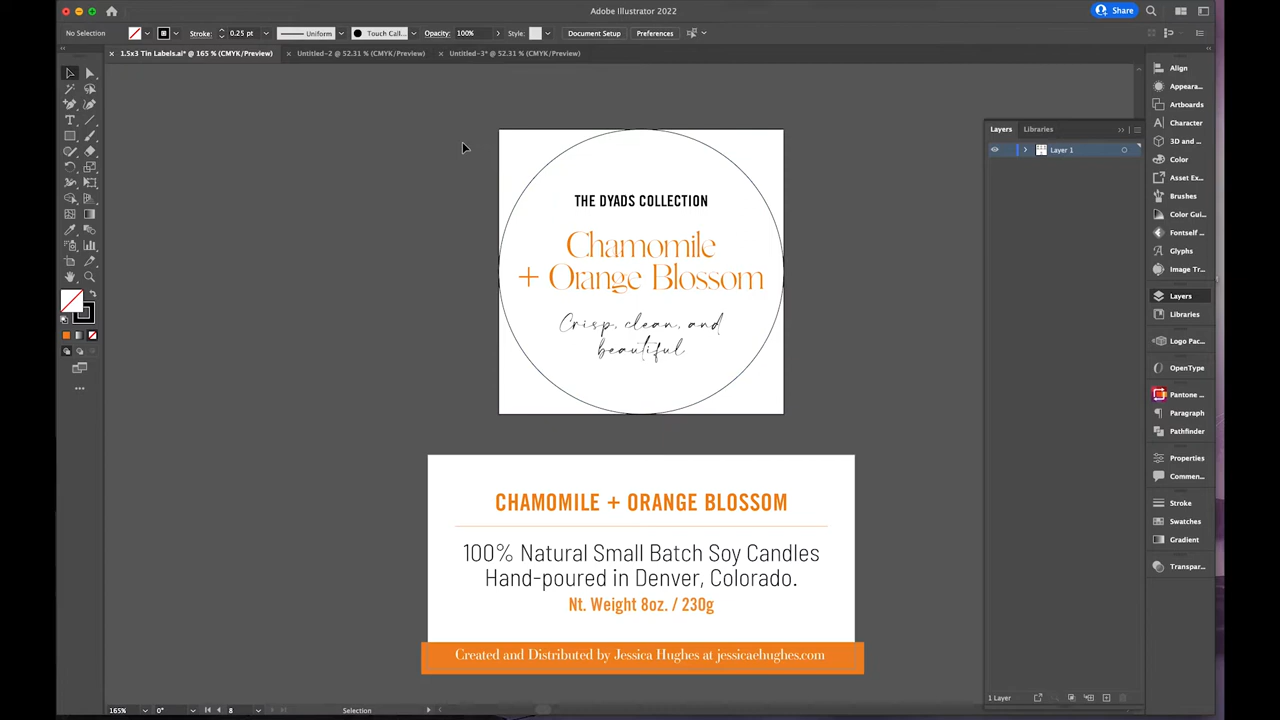 Adobe Illustrator 2022
Share
No Selection
Stroke:
0.25 pt
Uniform
Touch Call...
Opacity:
100%
Style:
Document Setup
Preferences
1.5x3 Tin Labels.ai* @ 165 % (CMYK/Preview)
Untitled-2 @ 52.31 % (CMYK/Preview)
Untitled-3* @ 52.31 % (CMYK/Preview)
THE DYADS COLLECTION
Chamomile
+ Orange Blossom
Crisp, clean, and
beautiful
CHAMOMILE + ORANGE BLOSSOM
100% Natural Small Batch Soy Candles
Hand-poured in Denver, Colorado.
Nt. Weight 8oz. / 230g
Created and Distributed by Jessica Hughes at jessicaehughes.com
Layers
Libraries
Layer 1
1 Layer
Align
Appeara...
Artboards
Character
3D and ...
Color
Asset Ex...
Brushes
Color Gui...
Fontself ...
Glyphs
Image Tr...
Layers
Libraries
Logo Pac...
OpenType
Pantone ...
Paragraph
Pathfinder
Properties
Commen...
Stroke
Swatches
Gradient
Transpar...
165%
0°
8
Selection